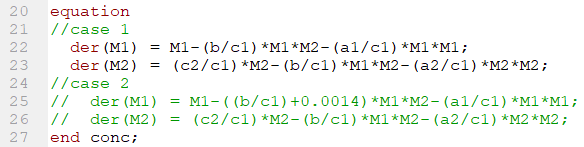 20 equation
21 //case 1
22   der(M1) = M1-(b/c1)*M1*M2-(a1/c1)*M1*M1;
23   der(M2) = (c2/c1)*M2-(b/c1)*M1*M2-(a2/c1)*M2*M2;
24 //case 2
25 //  der(M1) = M1-((b/c1)+0.0014)*M1*M2-(a1/c1)*M1*M1;
26 //  der(M2) = (c2/c1)*M2-(b/c1)*M1*M2-(a2/c1)*M2*M2;
27 end conc;